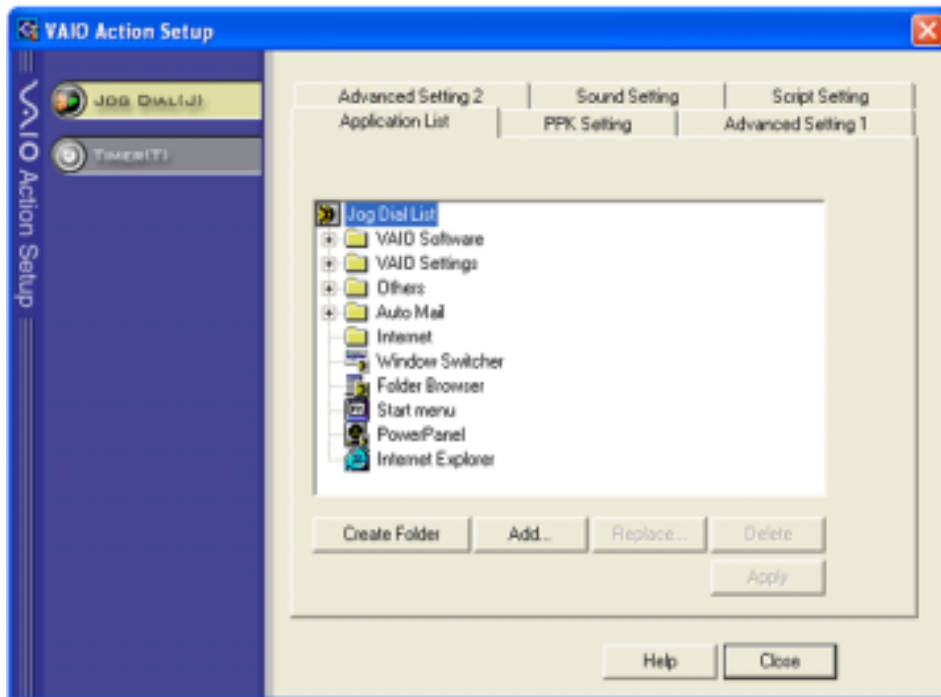 VAIO Action Setup
VAIO Action Setup
JOG DIAL(J)
TIMER(T)
Advanced Setting 2
Sound Setting
Script Setting
Application List
PPK Setting
Advanced Setting 1
Jog Dial List
VAIO Software
VAIO Settings
Others
Auto Mail
Internet
Window Switcher
Folder Browser
Start menu
PowerPanel
Internet Explorer
Create Folder
Add...
Replace...
Delete
Apply
Help
Close